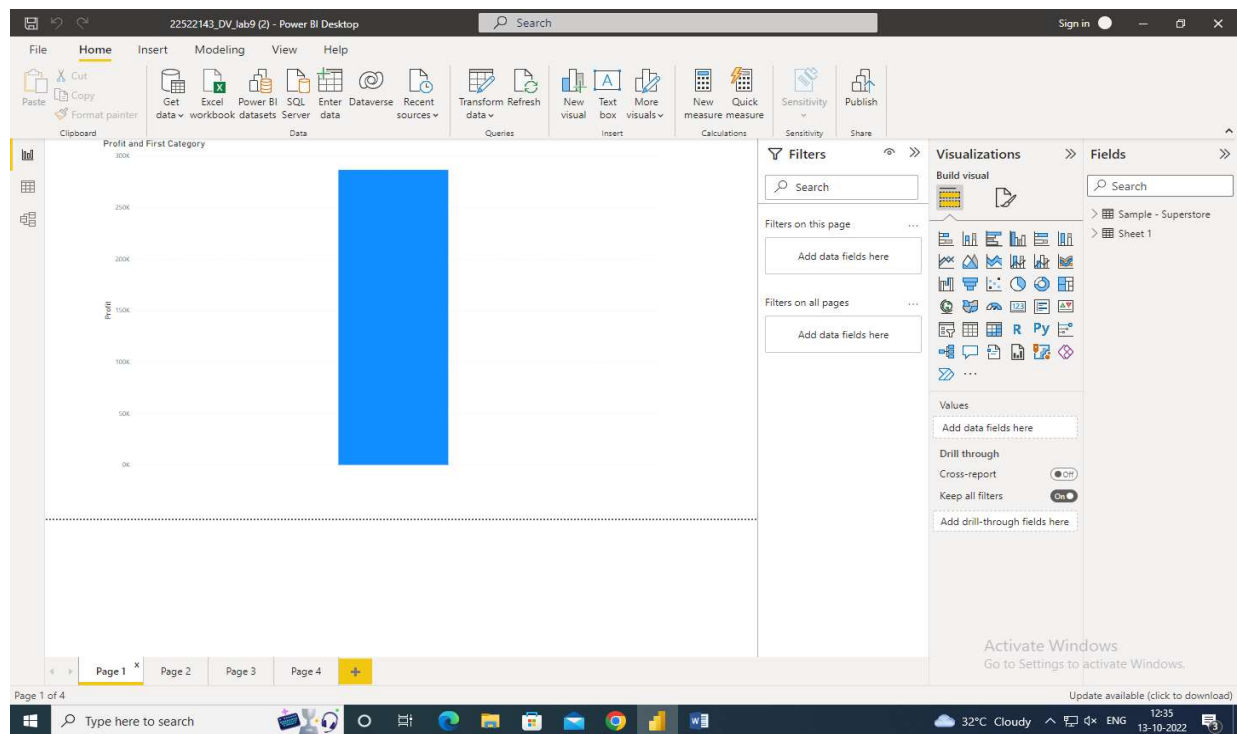 22522143_DV_lab9 (2) - Power BI Desktop
Search
Sign in
File Home Insert Modeling View Help
Paste
Cut
Copy
Format painter
Clipboard
Get data
Excel workbook
Power BI datasets
SQL Server
Enter data
Dataverse
Recent sources
Data
Transform data
Refresh
Queries
New visual
Text box
More visuals
Insert
New measure
Quick measure
Calculations
Sensitivity
Sensitivity
Publish
Share
Profit and First Category
300K
250K
200K
150K
100K
50K
0K
Profit
Filters
Search
Filters on this page
...
Add data fields here
Filters on all pages
...
Add data fields here
Visualizations
Build visual
123
R
Py
...
Values
Add data fields here
Drill through
Cross-report
Off
Keep all filters
On
Add drill-through fields here
Fields
Search
Sample - Superstore
Sheet 1
Activate Windows
Go to Settings to activate Windows.
Page 1 x
Page 2
Page 3
Page 4
+
Page 1 of 4
Update available (click to download)
Type here to search
32°C Cloudy
ENG
12:35
13-10-2022
3